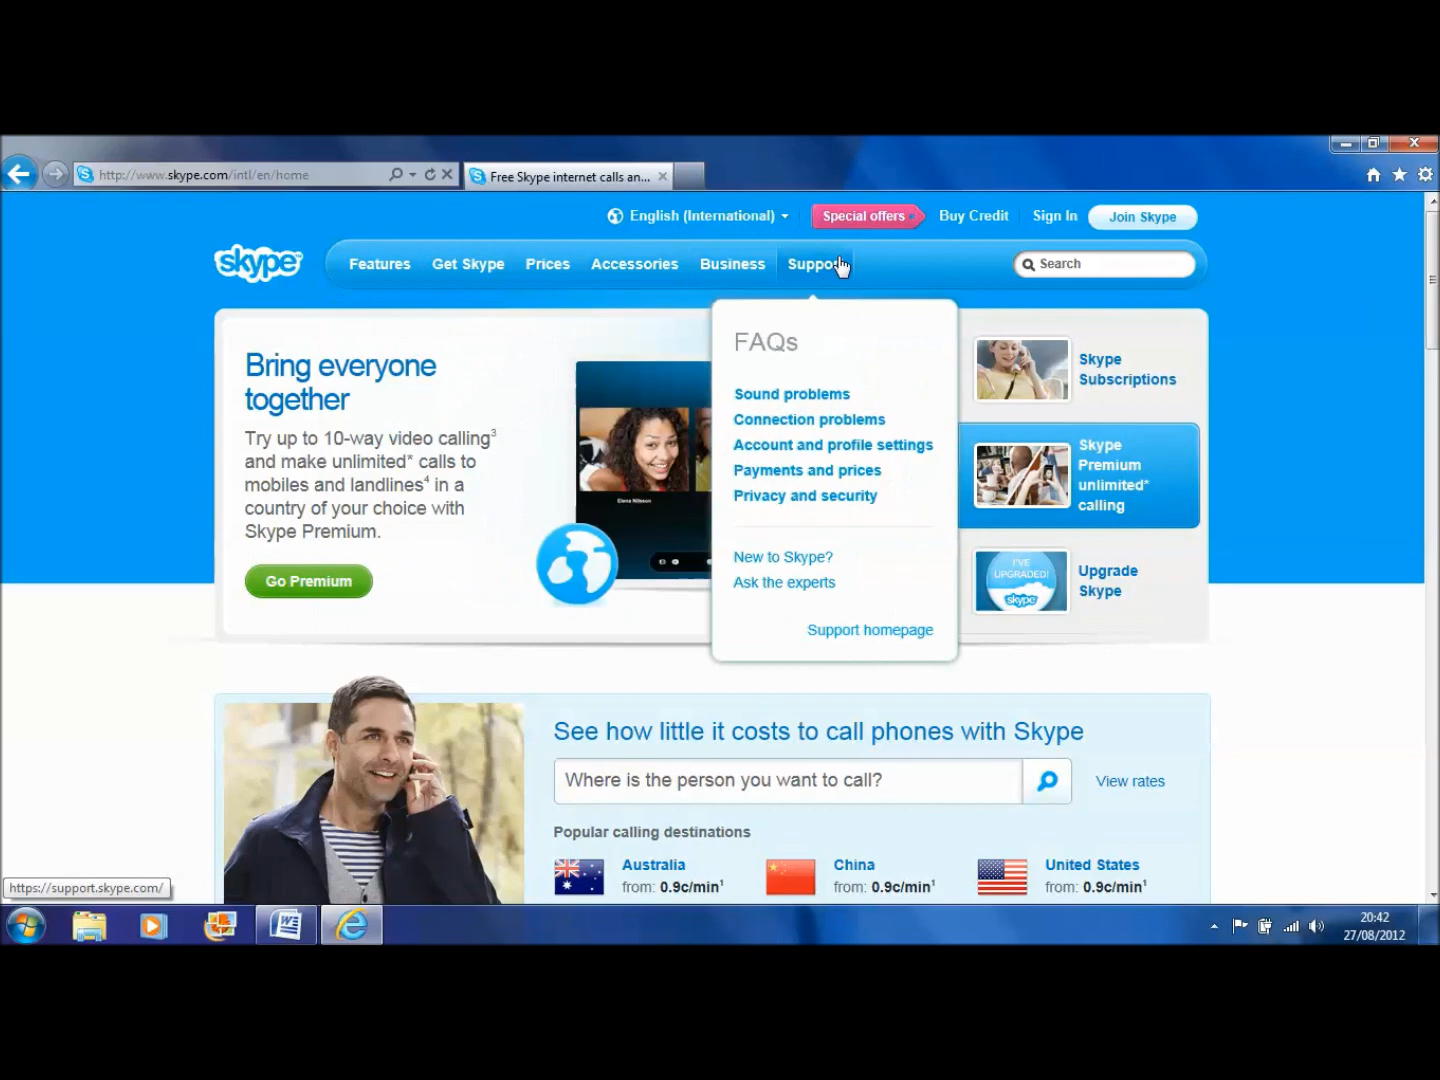 http://www.skype.com/intl/en/home
Free Skype internet calls an...
English (International)
Special offers
Buy Credit
Sign In
Join Skype
skype
Features
Get Skype
Prices
Accessories
Business
Support
Search
Bring everyone
together
Try up to 10-way video calling3
and make unlimited* calls to
mobiles and landlines4 in a
country of your choice with
Skype Premium.
Go Premium
Elena Nilsson
FAQs
Sound problems
Connection problems
Account and profile settings
Payments and prices
Privacy and security
New to Skype?
Ask the experts
Support homepage
Skype
Subscriptions
Skype
Premium
unlimited*
calling
I'VE
UPGRADED!
skype
Upgrade
Skype
See how little it costs to call phones with Skype
Where is the person you want to call?
View rates
Popular calling destinations
Australia
from: 0.9c/min1
China
from: 0.9c/min1
United States
from: 0.9c/min1
https://support.skype.com/
20:42
27/08/2012